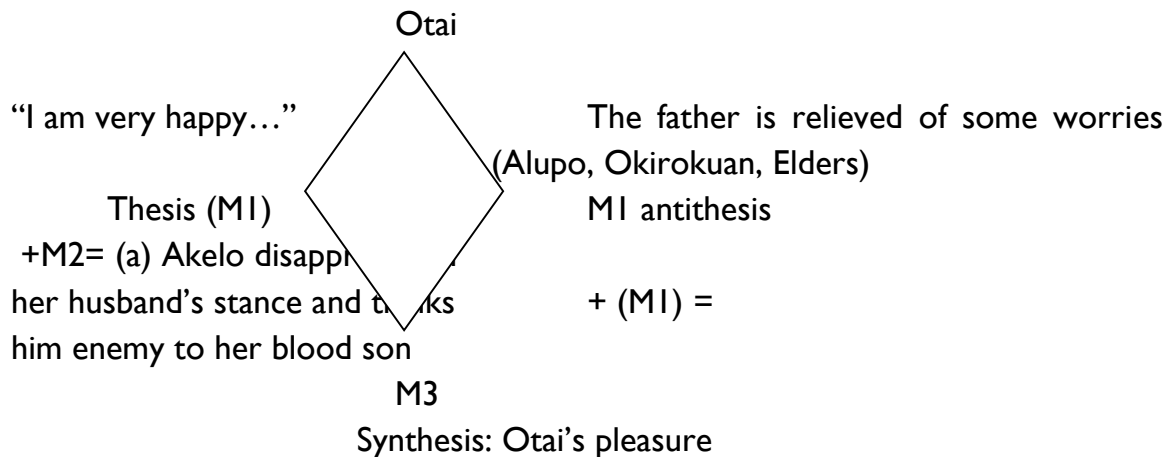 Otai
“I am very happy…” The father is relieved of some worries
(Alupo, Okirokuan, Elders)
Thesis (M1) M1 antithesis
+M2= (a) Akelo
her husband’s stance and + (M1) =
him enemy to her blood son
M3
Synthesis: Otai’s pleasure